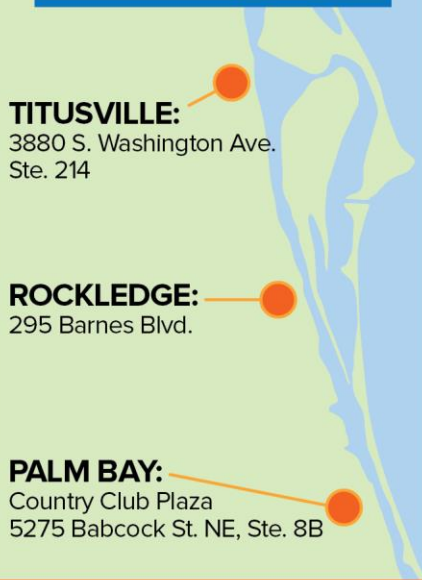 TITUSVILLE:
3880 S. Washington Ave.
Ste. 214
ROCKLEDGE:
295 Barnes Blvd.
PALM BAY:
Country Club Plaza
5275 Babcock St. NE, Ste. 8B